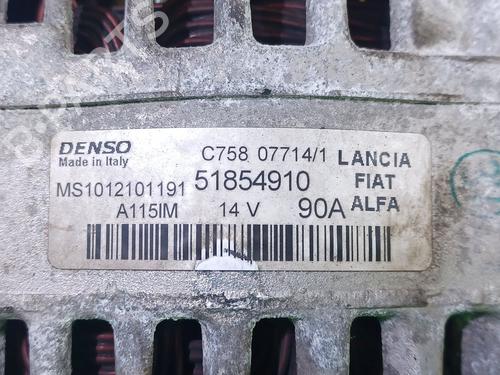 DENSO
Made in Italy
C758 07714/1
LANCIA
FIAT
ALFA
MS1012101191
51854910
A115IM
14 V
90A